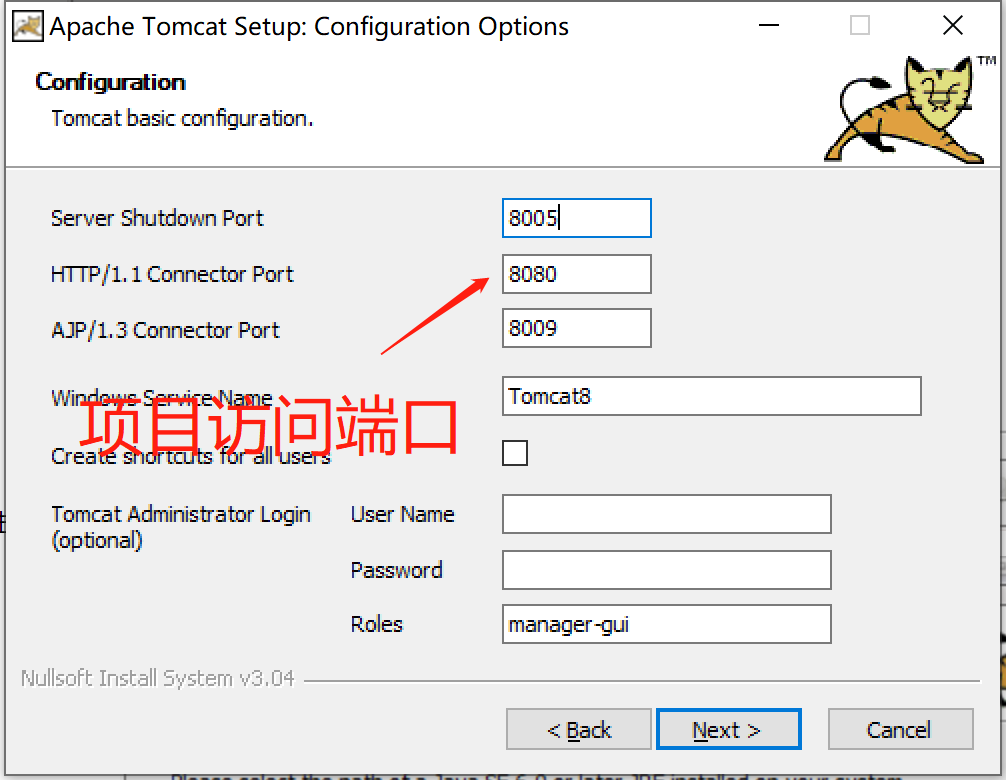 Apache Tomcat Setup: Configuration Options
Configuration
TM
Tomcat basic configuration.
Server Shutdown Port 8005
HTTP/1.1 Connector Port 8080
AJP/1.3 Connector Port 8009
Windows Service Name Tomcat8
项目访问端口
Create shortcuts for all users
Tomcat Administrator Login User Name
(optional)
Password
Roles manager-gui
Nullsoft Install System v3.04
< Back Next > Cancel
Please select the path of a Java SE 6.0 or later JRE installed on your system.